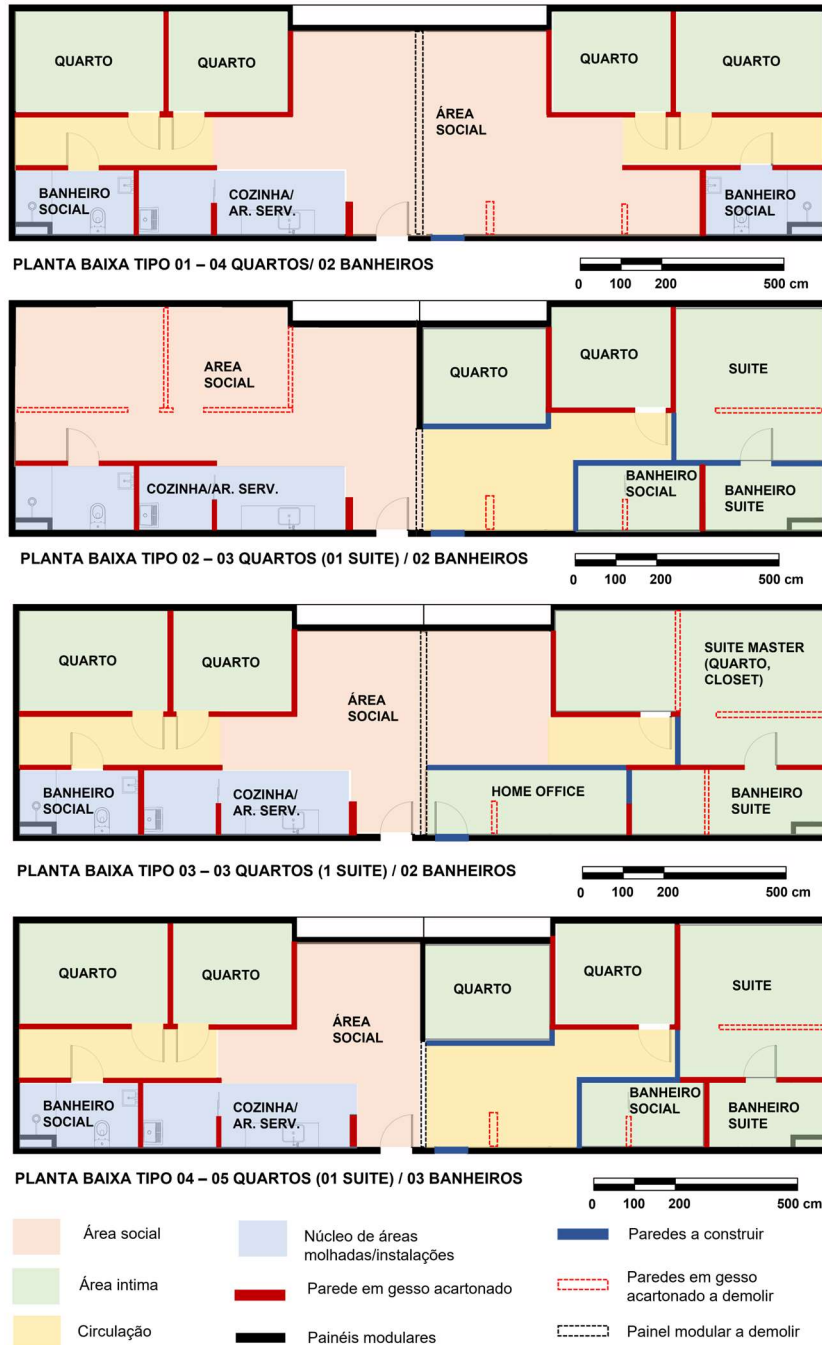 QUARTO
QUARTO
QUARTO
QUARTO
ÁREA
SOCIAL
BANHEIRO
SOCIAL
COZINHA/
AR. SERV.
BANHEIRO
SOCIAL
PLANTA BAIXA TIPO 01 – 04 QUARTOS/ 02 BANHEIROS
0 100 200 500 cm
AREA
SOCIAL
QUARTO
QUARTO
SUITE
COZINHA/AR. SERV.
BANHEIRO
SOCIAL
BANHEIRO
SUITE
PLANTA BAIXA TIPO 02 – 03 QUARTOS (01 SUITE) / 02 BANHEIROS
0 100 200 500 cm
QUARTO
QUARTO
ÁREA
SOCIAL
SUITE MASTER
(QUARTO,
CLOSET)
BANHEIRO
SOCIAL
COZINHA/
AR. SERV.
HOME OFFICE
BANHEIRO
SUITE
PLANTA BAIXA TIPO 03 – 03 QUARTOS (1 SUITE) / 02 BANHEIROS
0 100 200 500 cm
QUARTO
QUARTO
ÁREA
SOCIAL
QUARTO
QUARTO
SUITE
BANHEIRO
SOCIAL
COZINHA/
AR. SERV.
BANHEIRO
SOCIAL
BANHEIRO
SUITE
PLANTA BAIXA TIPO 04 – 05 QUARTOS (01 SUITE) / 03 BANHEIROS
0 100 200 500 cm
Área social
Núcleo de áreas
molhadas/instalações
Paredes a construir
Área intima
Parede em gesso acartonado
Paredes em gesso
acartonado a demolir
Circulação
Painéis modulares
Painel modular a demolir